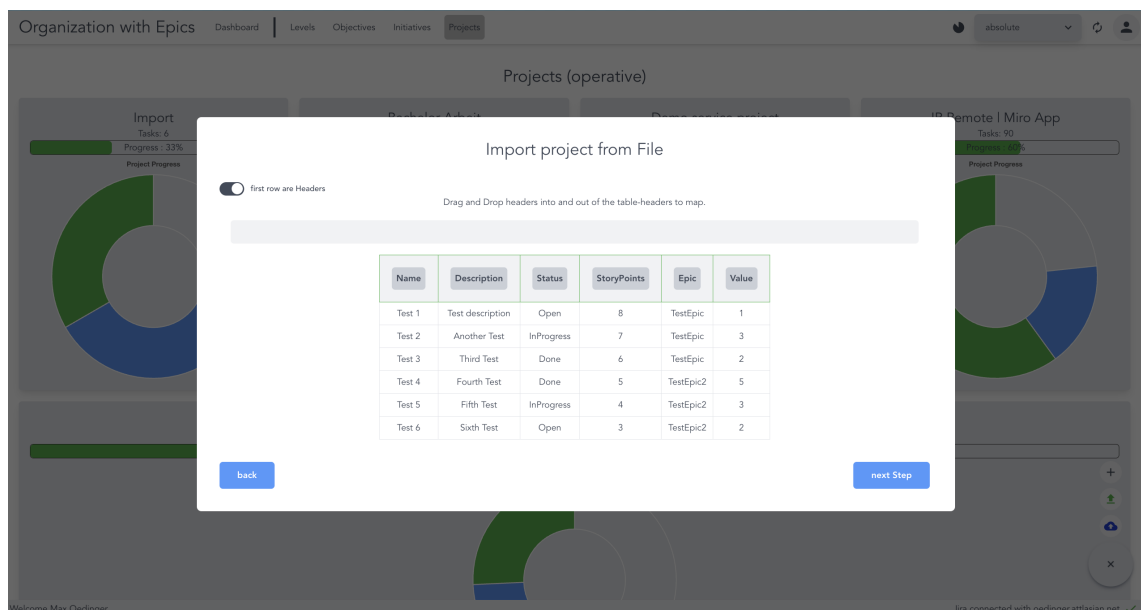 Organization with Epics Dashboard Levels Objectives Initiatives Projects absolute
Projects (operative)
Import
Tasks: 6
Progress : 33%
Project Progress
Remote | Miro App
Tasks: 90
Progress : 60%
Project Progress
Import project from File
first row are Headers
Drag and Drop headers into and out of the table-headers to map.
Name Description Status StoryPoints Epic Value
Test 1 Test description Open 8 TestEpic 1
Test 2 Another Test InProgress 7 TestEpic 3
Test 3 Third Test Done 6 TestEpic 2
Test 4 Fourth Test Done 5 TestEpic2 5
Test 5 Fifth Test InProgress 4 TestEpic2 3
Test 6 Sixth Test Open 3 TestEpic2 2
back next Step
Welcome Max Oedinger